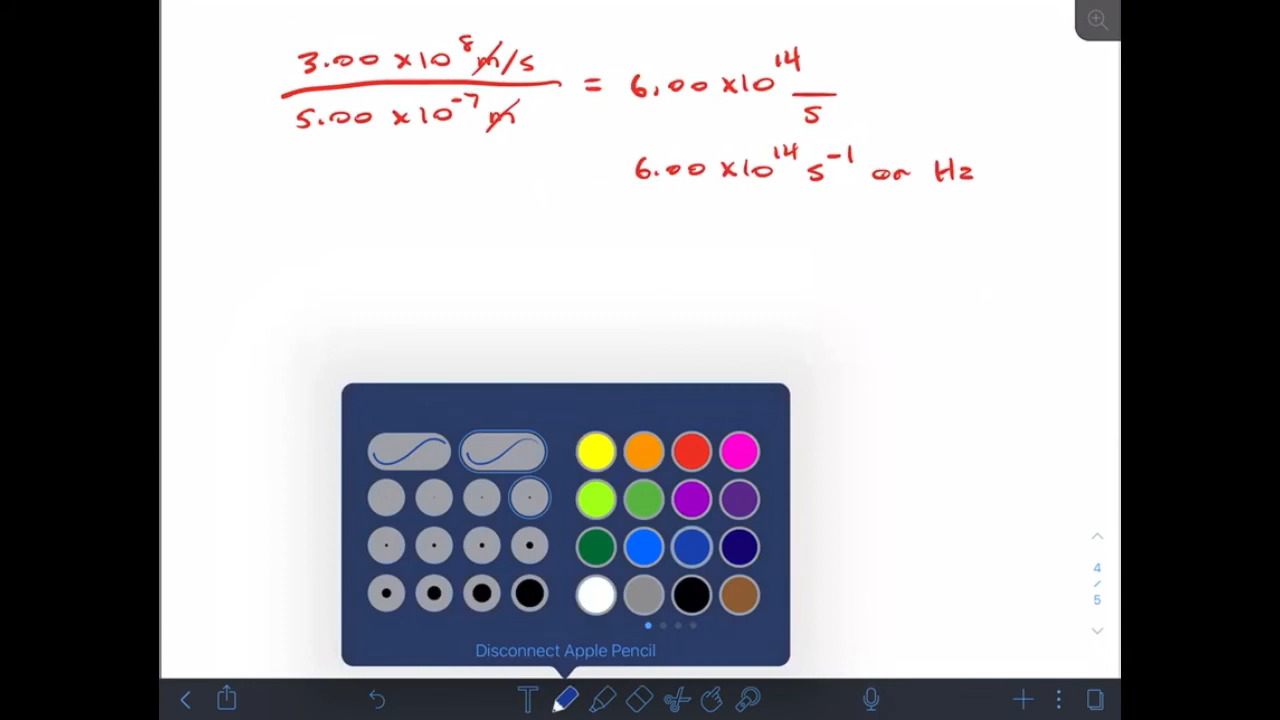 3.00 x10^8 m/s
5.00 x10^-7 m
= 6.00 x10^14 / s
6.00 x10^14 s^-1 or Hz
4
/
5
Disconnect Apple Pencil
T